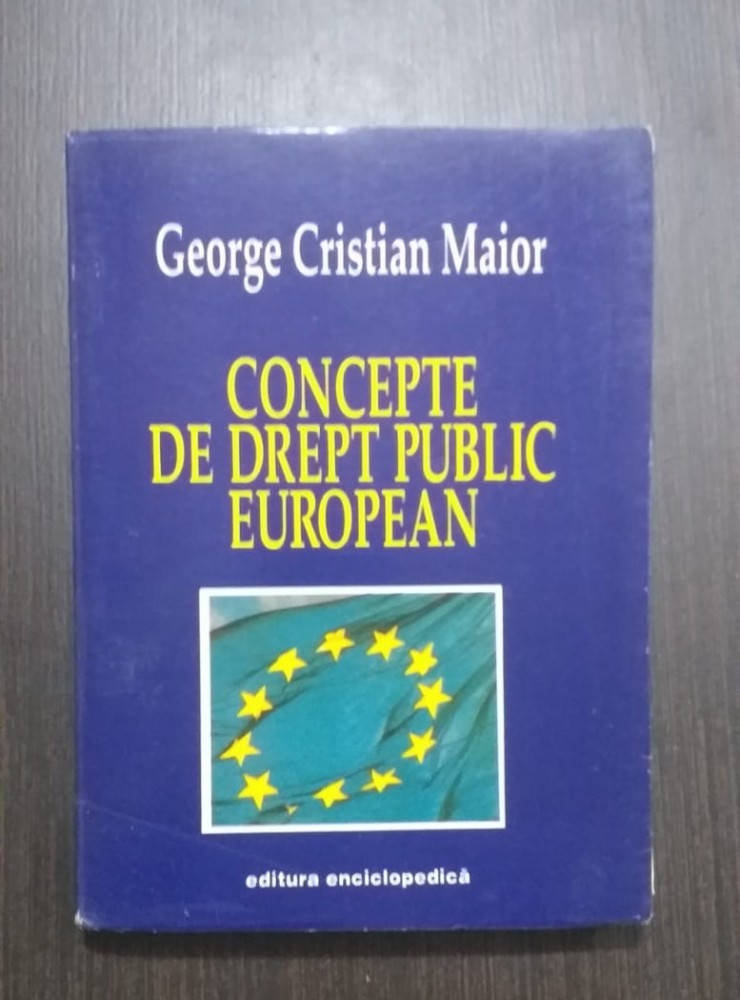 George Cristian Maior
CONCEPTE
DE DREPT PUBLIC
EUROPEAN
editura enciclopedică